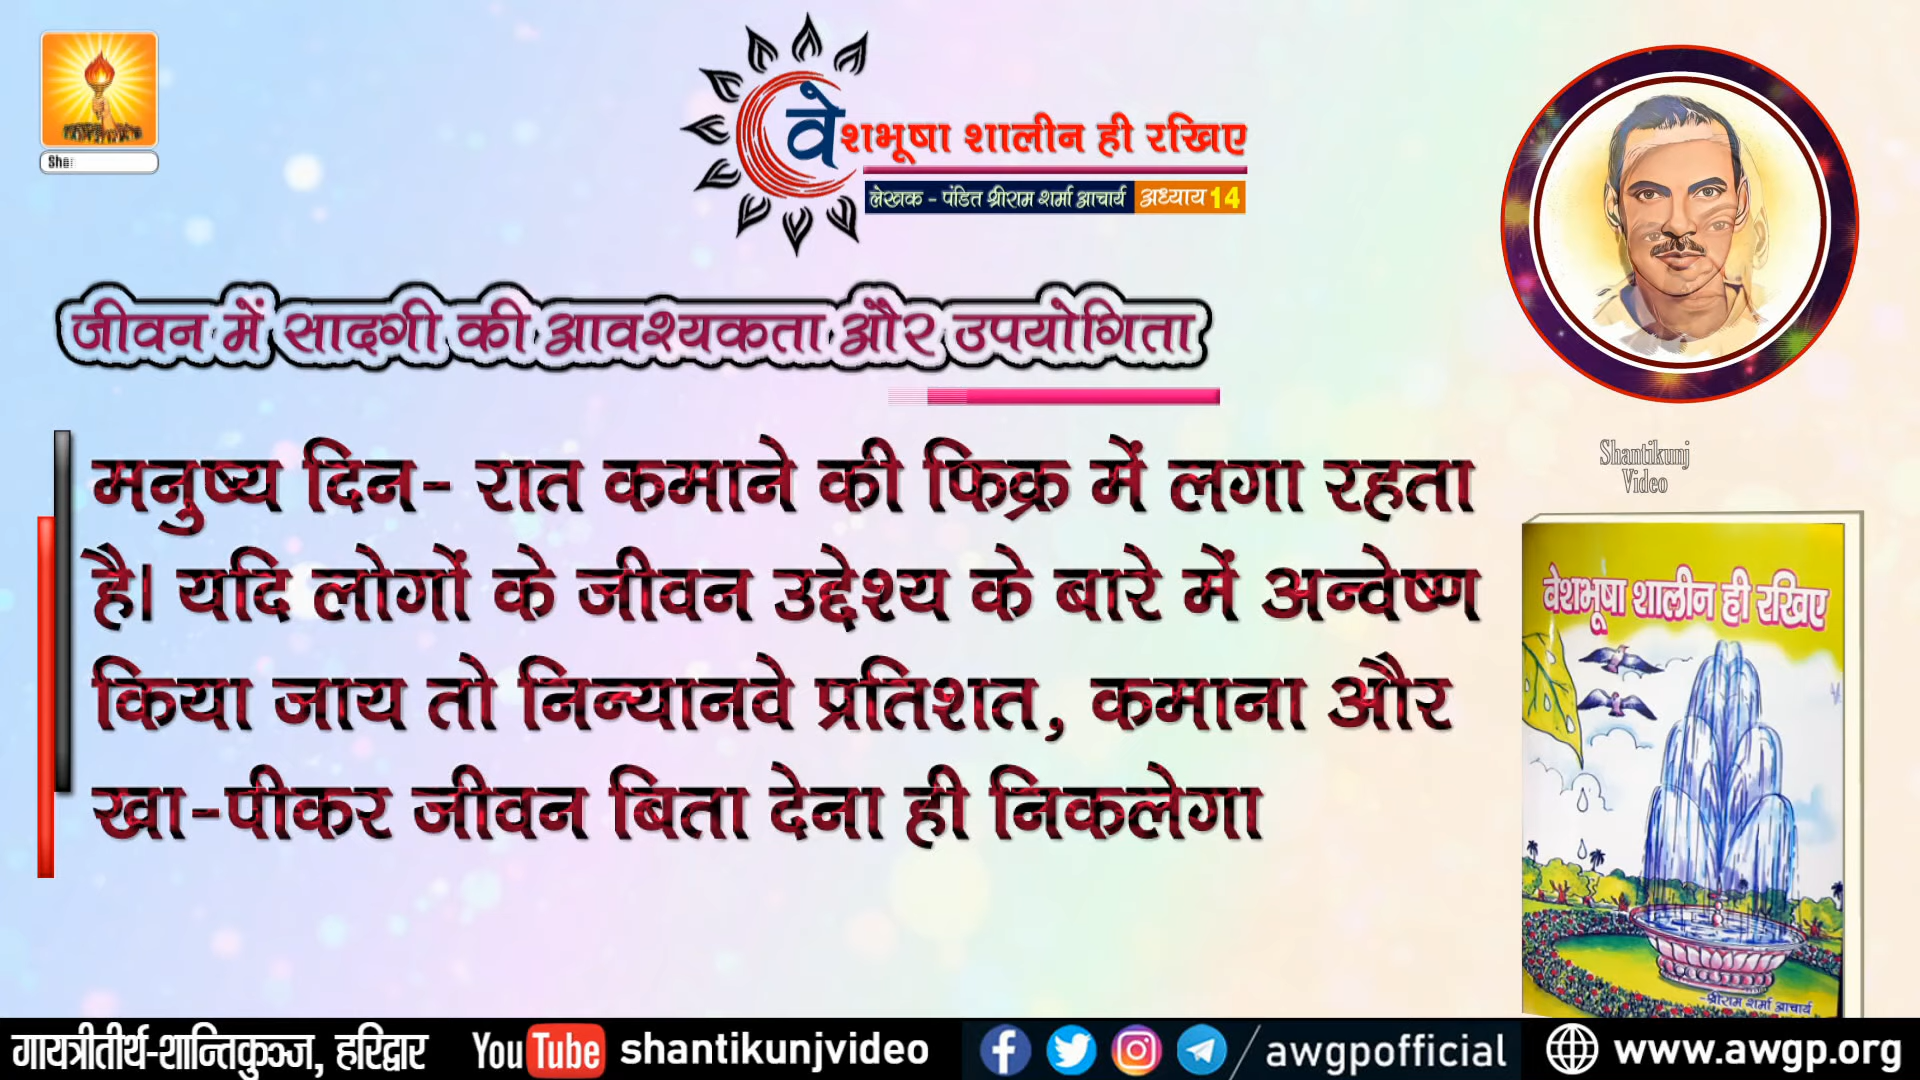 वेशभूषा शालीन ही रखिए
लेखक - पंडित श्रीराम शर्मा आचार्य अध्याय 14
जीवन में सादगी की आवश्यकता और उपयोगिता
मनुष्य दिन- रात कमाने की फिक्र में लगा रहता
है। यदि लोगों के जीवन उद्देश्य के बारे में अन्वेष्ण
किया जाय तो निन्यानवे प्रतिशत, कमाना और
खा-पीकर जीवन बिता देना ही निकलेगा
Shantikunj
Video
वेशभूषा शालीन ही रखिए
-श्रीराम शर्मा आचार्य
गायत्रीतीर्थ-शान्तिकुञ्ज, हरिद्वार YouTube shantikunjvideo awgpofficial www.awgp.org